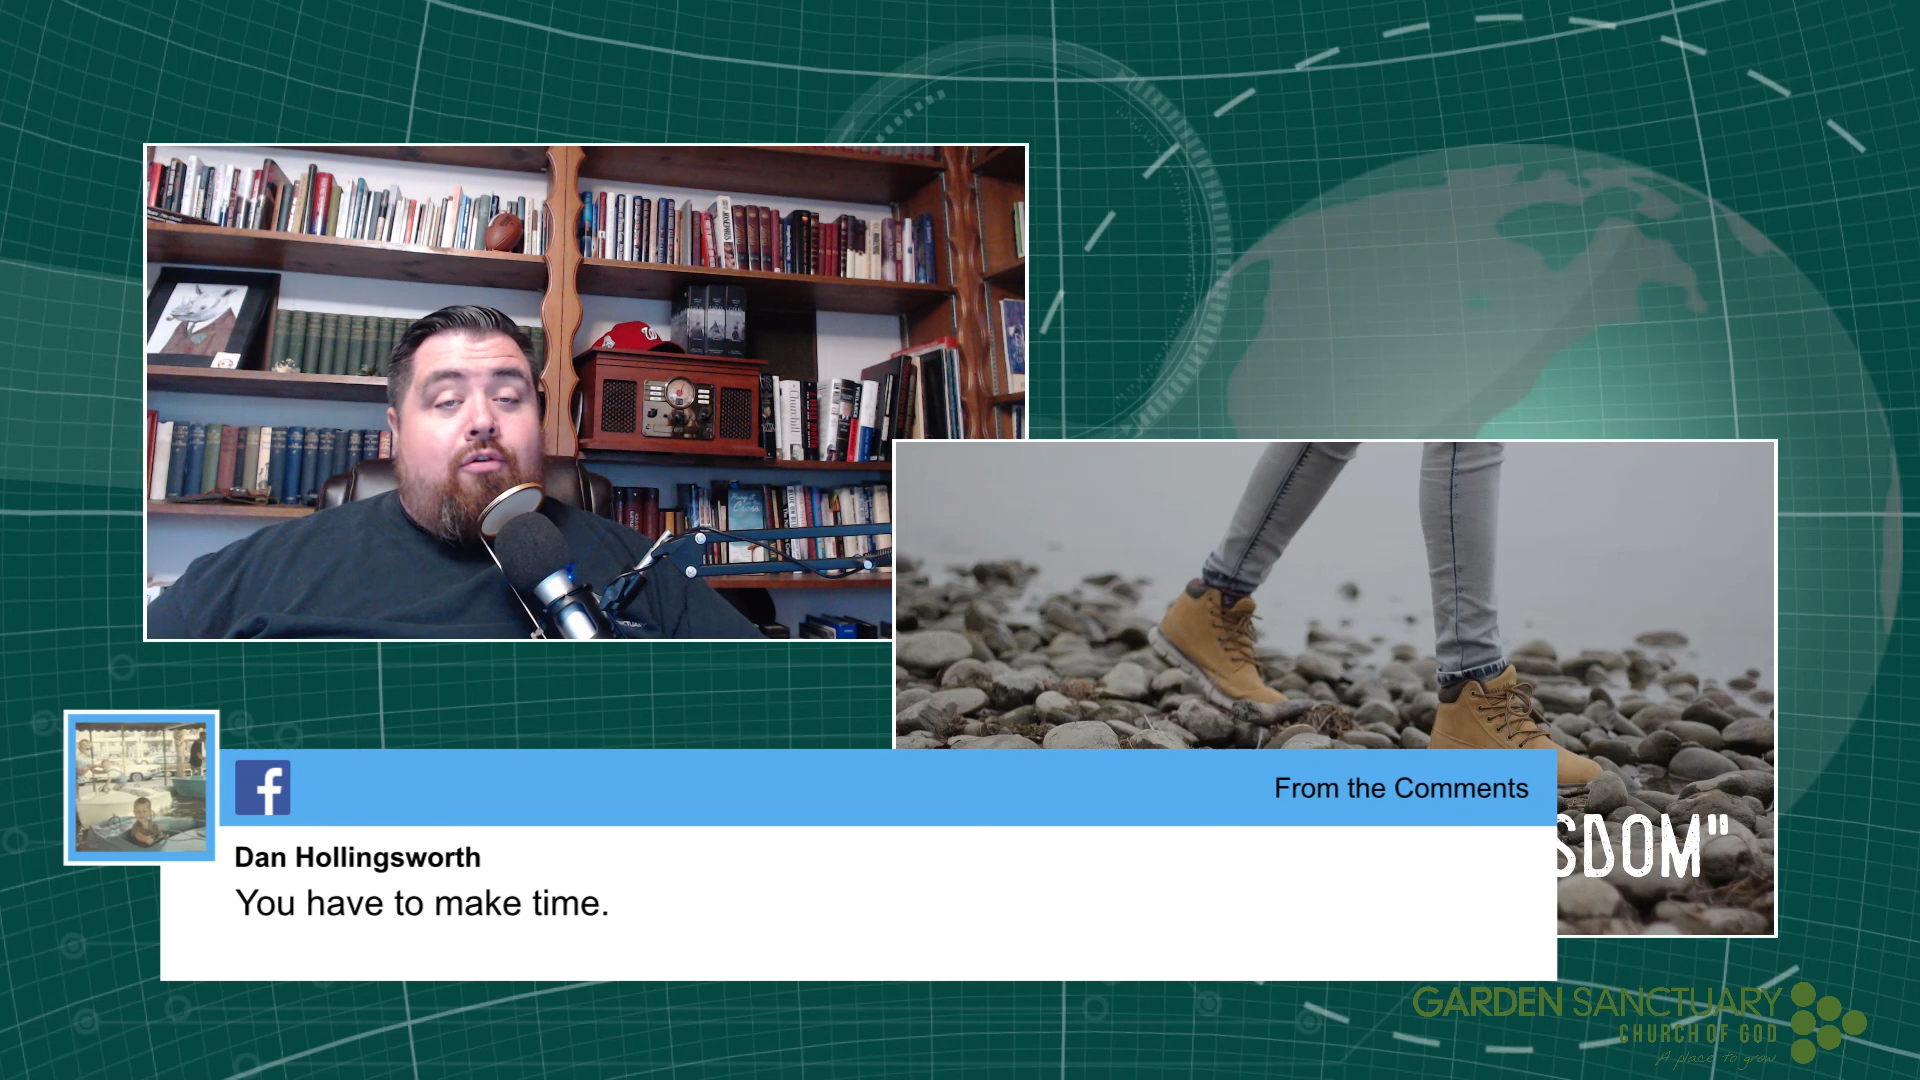 From the Comments
Dan Hollingsworth
You have to make time.
SDOM"
GARDEN SANCTUARY
CHURCH OF GOD
A place to grow